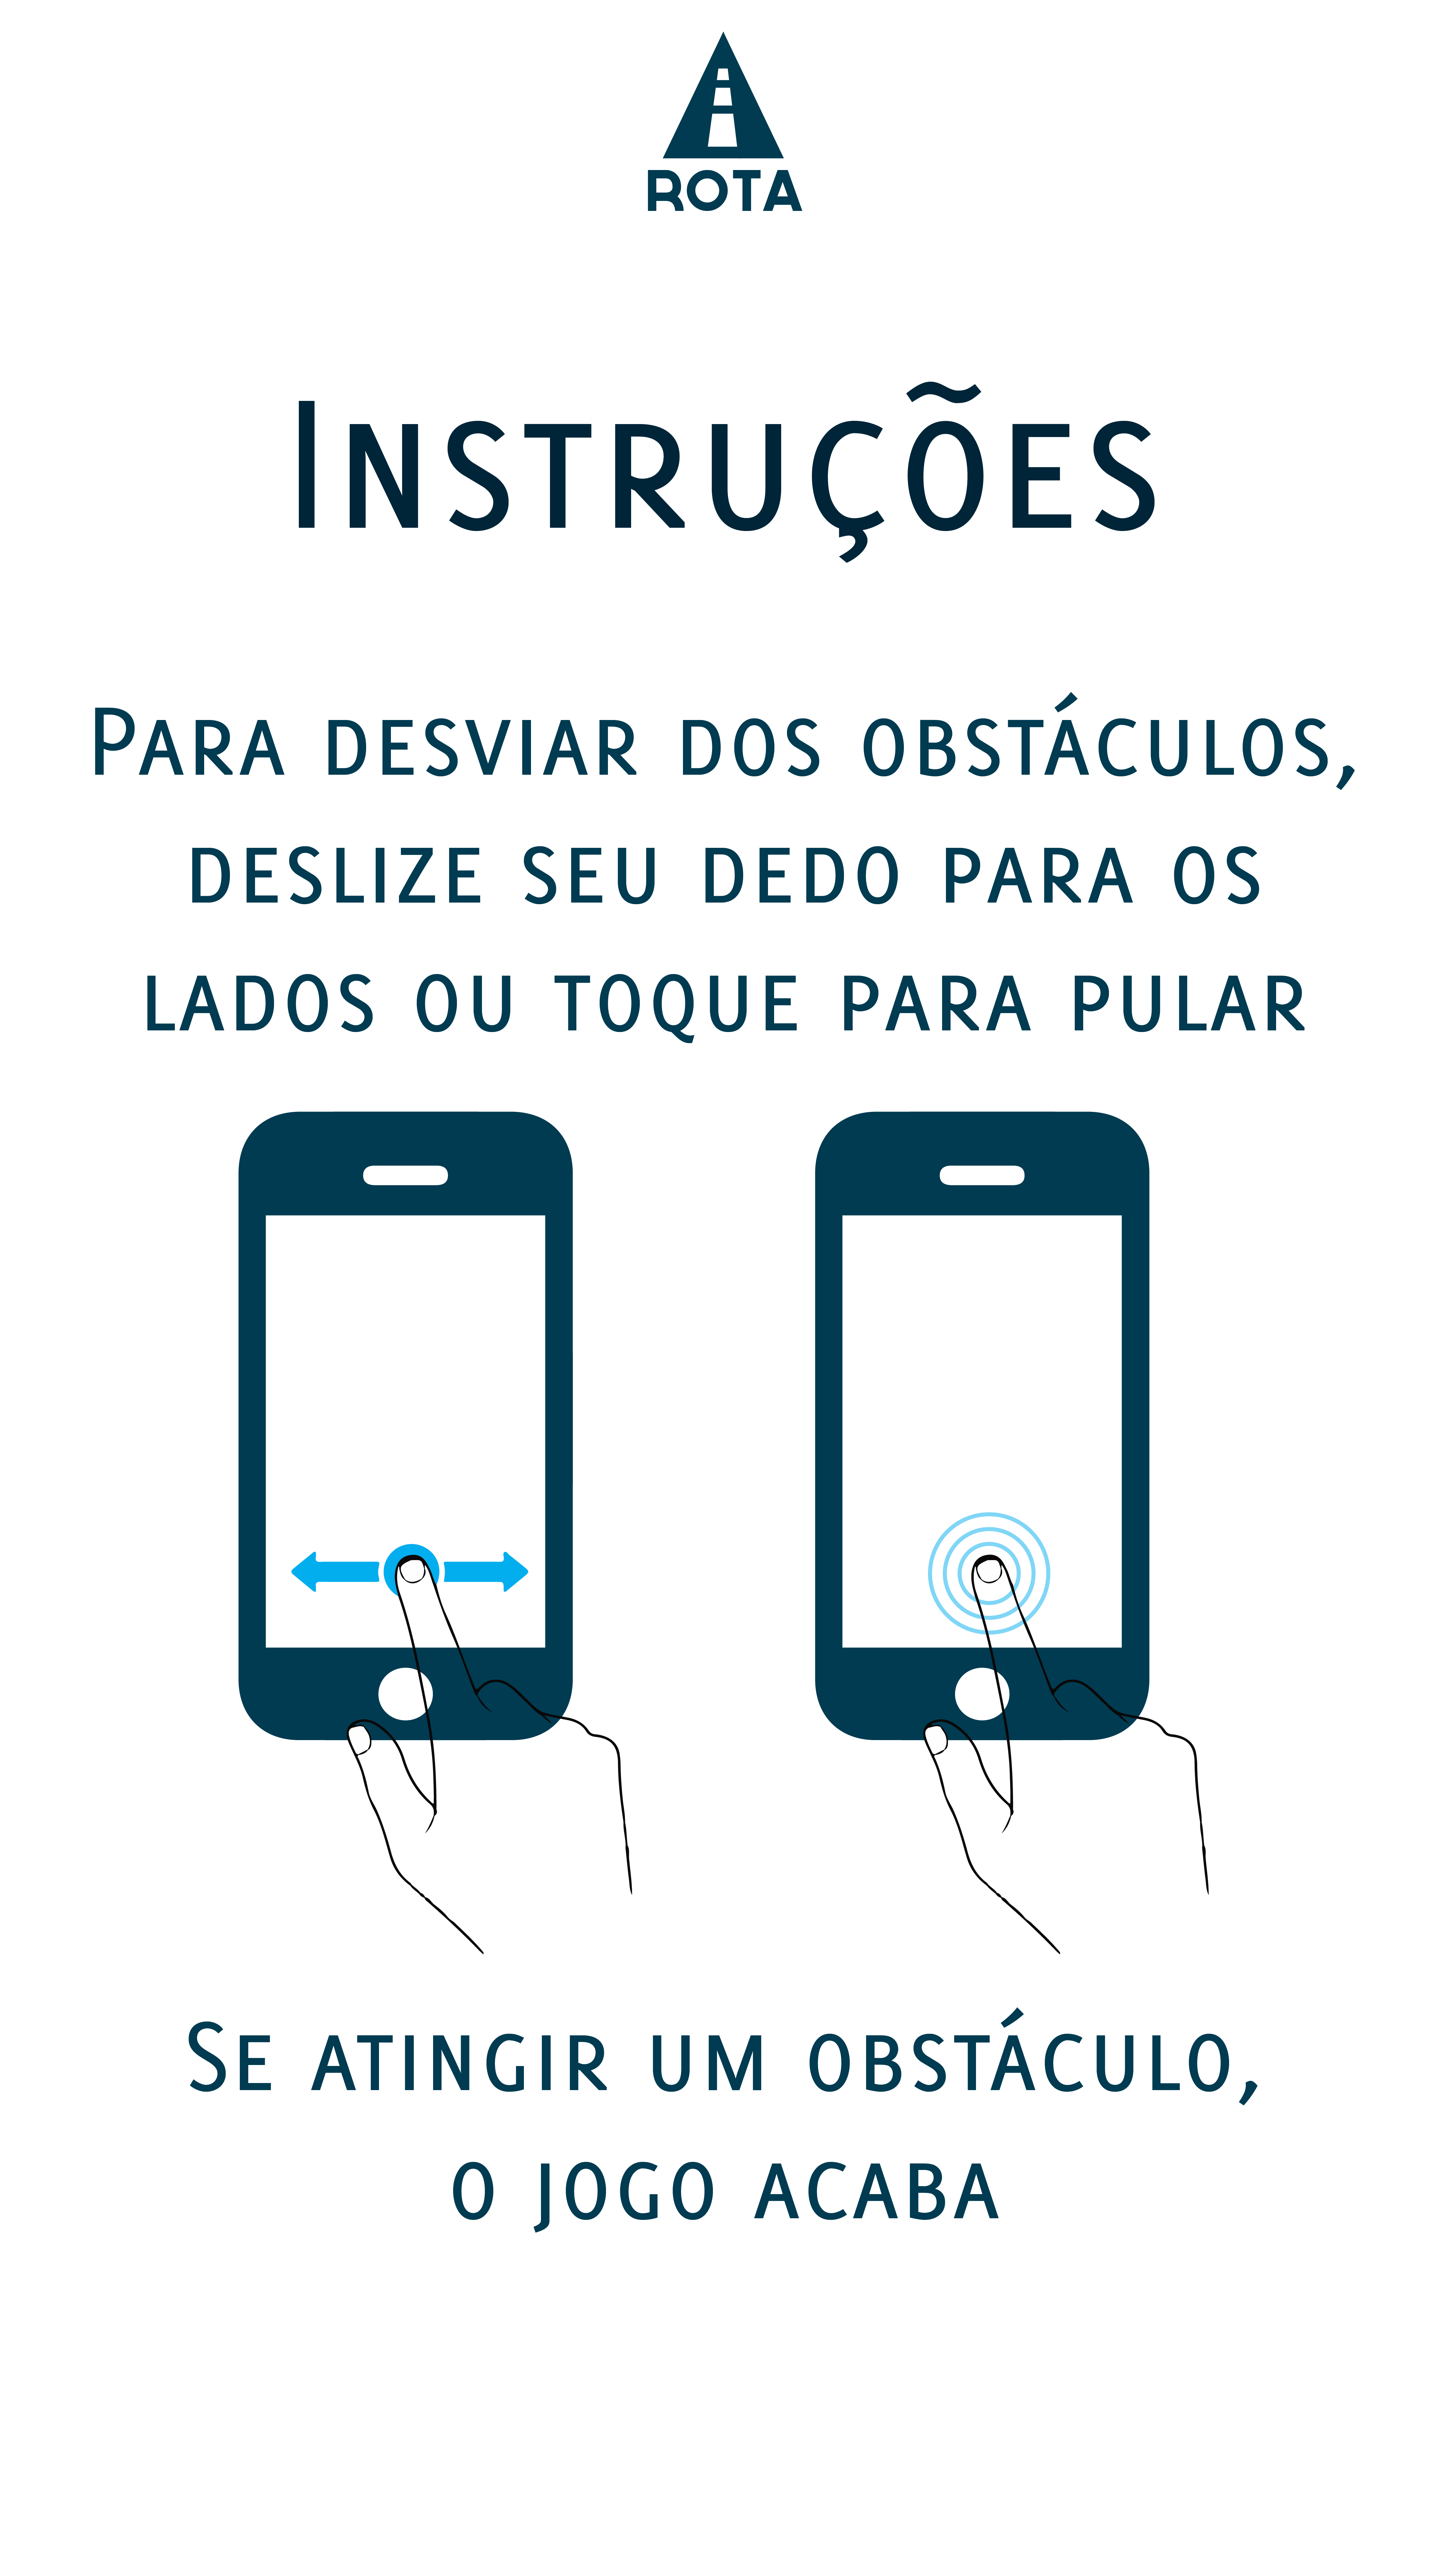 ROTA
Instruções
Para desviar dos obstáculos,
deslize seu dedo para os
lados ou toque para pular
Se atingir um obstáculo,
o jogo acaba